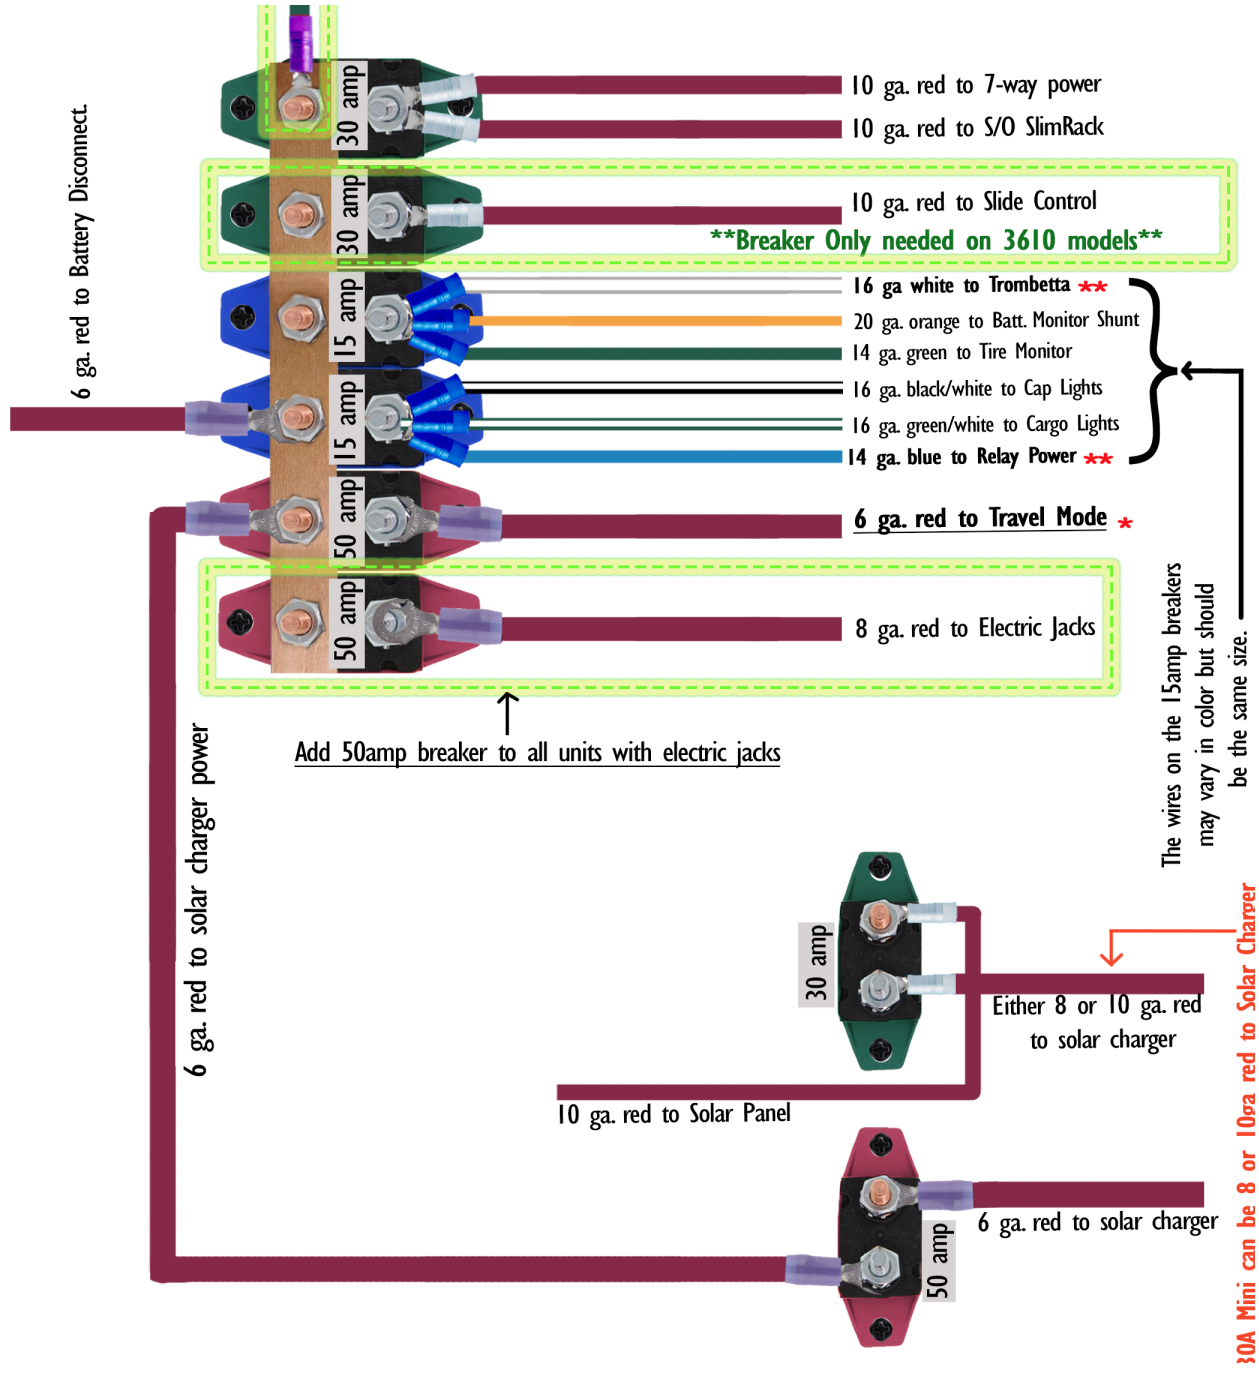 30 amp
10 ga. red to 7-way power
10 ga. red to S/O SlimRack
30 amp
10 ga. red to Slide Control
**Breaker Only needed on 3610 models**
15 amp
16 ga white to Trombetta **
20 ga. orange to Batt. Monitor Shunt
14 ga. green to Tire Monitor
15 amp
16 ga. black/white to Cap Lights
16 ga. green/white to Cargo Lights
14 ga. blue to Relay Power **
50 amp
6 ga. red to Travel Mode *
50 amp
8 ga. red to Electric Jacks
6 ga. red to Battery Disconnect.
Add 50amp breaker to all units with electric jacks
The wires on the 15amp breakers
may vary in color but should
be the same size.
6 ga. red to solar charger power
30 amp
Either 8 or 10 ga. red
to solar charger
10 ga. red to Solar Panel
6 ga. red to solar charger
50 amp
30A Mini can be 8 or 10ga red to Solar Charger